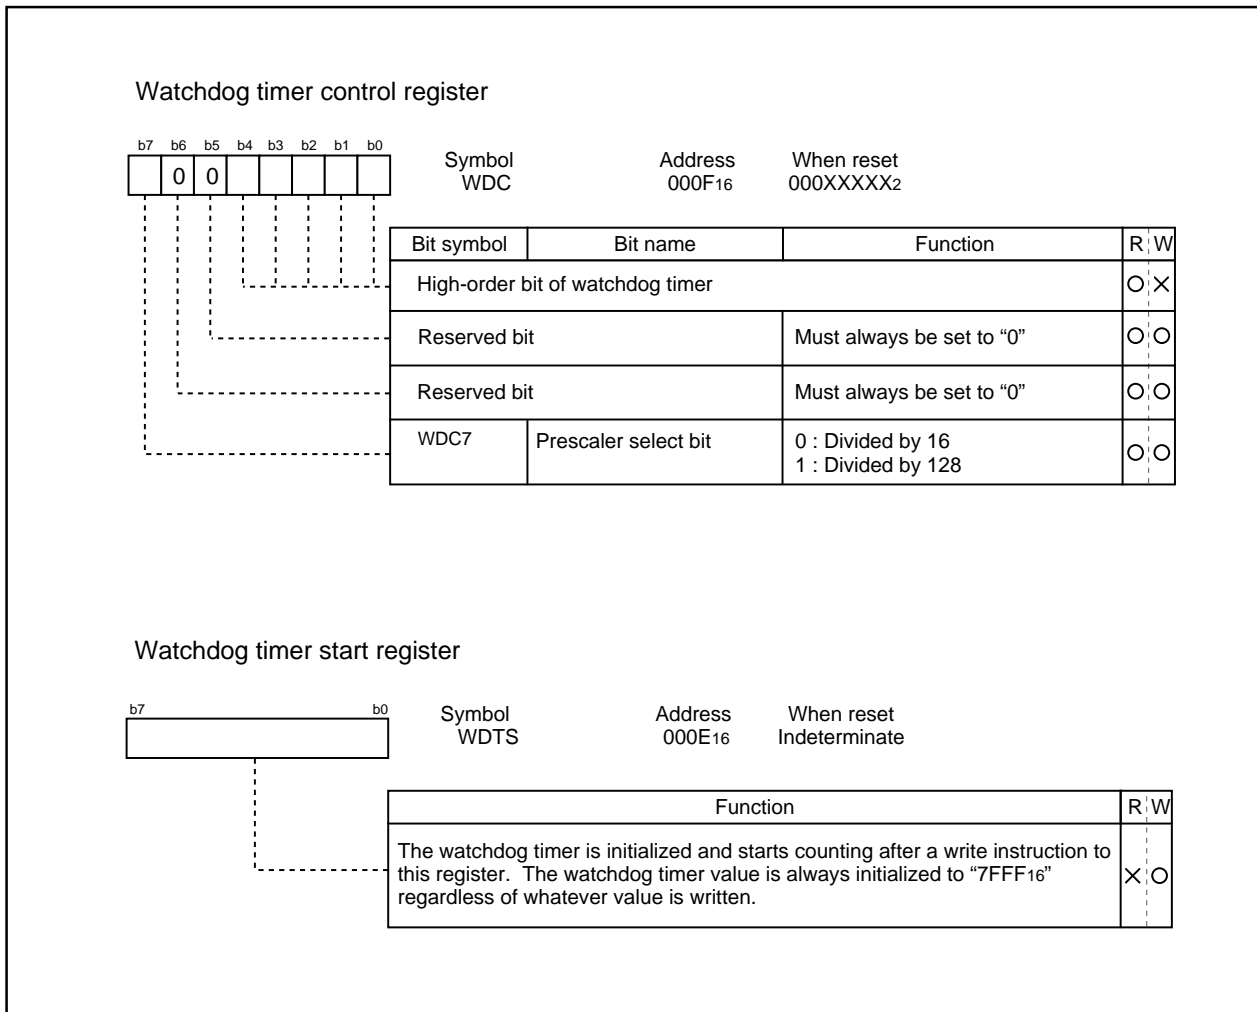 Watchdog timer control register
b7 b6 b5 b4 b3 b2 b1 b0
0 0
Symbol Address When reset
WDC 000F16 000XXXXX2
Bit symbol Bit name Function R W
High-order bit of watchdog timer
Reserved bit Must always be set to “0”
Reserved bit Must always be set to “0”
WDC7 Prescaler select bit 0 : Divided by 16
1 : Divided by 128
Watchdog timer start register
b7 b0
Symbol Address When reset
WDTS 000E16 Indeterminate
Function R W
The watchdog timer is initialized and starts counting after a write instruction to
this register. The watchdog timer value is always initialized to “7FFF16”
regardless of whatever value is written.